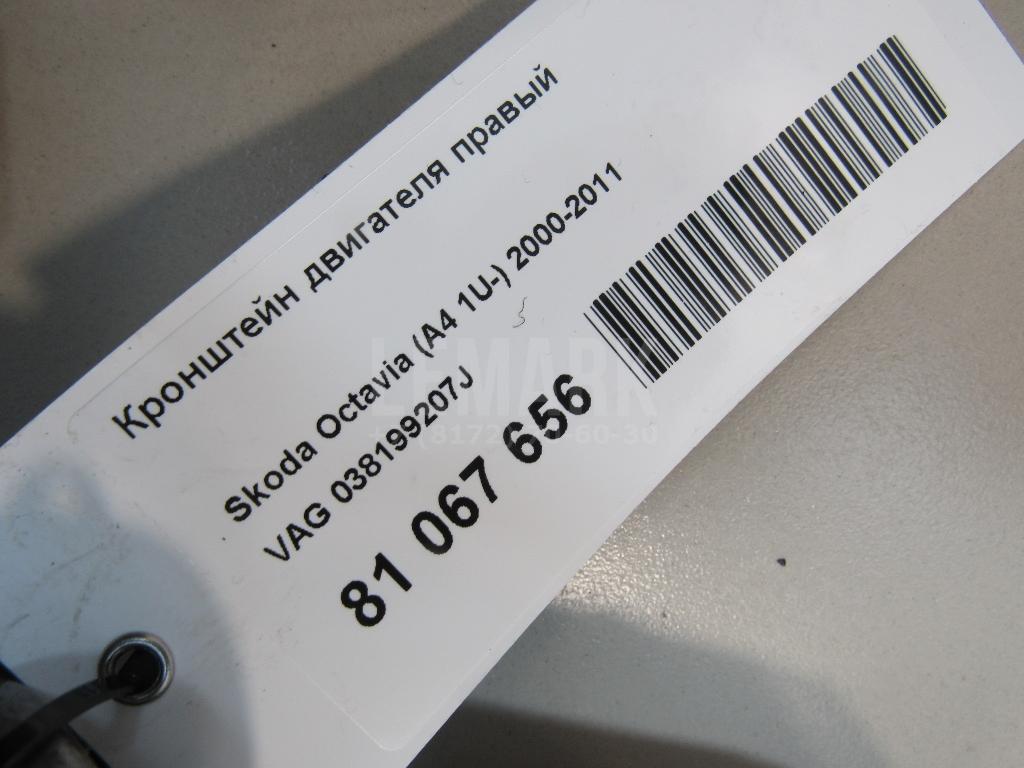 Кронштейн двигателя правый
Skoda Octavia (A4 1U-) 2000-2011
VAG 038199207J
81 067 656